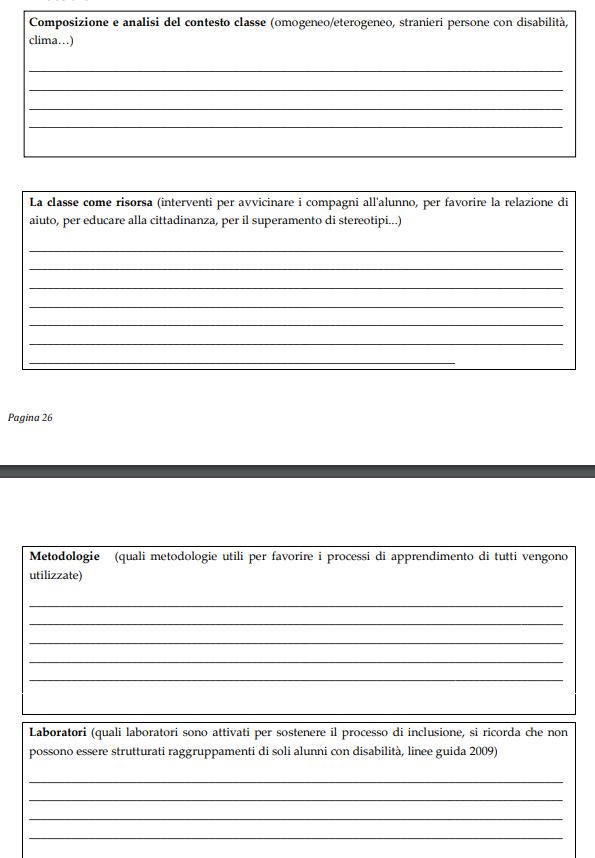 Composizione e analisi del contesto classe (omogeneo/eterogeneo, stranieri persone con disabilità,
clima…)
La classe come risorsa (interventi per avvicinare i compagni all'alunno, per favorire la relazione di
aiuto, per educare alla cittadinanza, per il superamento di stereotipi...)
Pagina 26
Metodologie (quali metodologie utili per favorire i processi di apprendimento di tutti vengono
utilizzate)
Laboratori (quali laboratori sono attivati per sostenere il processo di inclusione, si ricorda che non
possono essere strutturati raggruppamenti di soli alunni con disabilità, linee guida 2009)